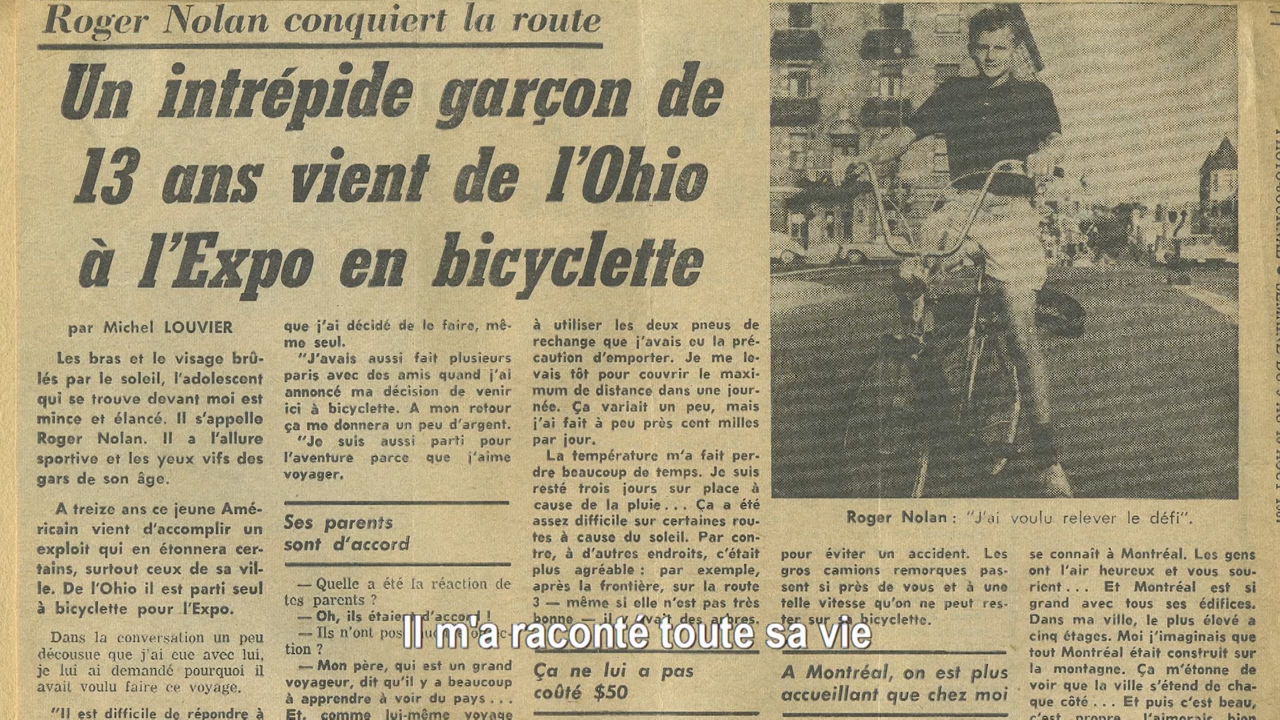 Roger Nolan conquiert la route
Un intrépide garçon de
13 ans vient de l'Ohio
à l'Expo en bicyclette
par Michel LOUVIER
Les bras et le visage brû-
lés par le soleil, l'adolescent
qui se trouve devant moi est
mince et élancé. Il s'appelle
Roger Nolan. Il a l'allure
sportive et les yeux vifs des
gars de son âge.
A treize ans ce jeune Amé-
ricain vient d'accomplir un
exploit qui en étonnera cer-
tains, surtout ceux de sa vil-
le. De l'Ohio il est parti seul
à bicyclette pour l'Expo.
Dans la conversation un peu
décousue que j'ai eue avec lui,
je lui ai demandé pourquoi il
avait voulu faire ce voyage.
"Il est difficile de répondre à
que j'ai décidé de le faire, mê-
me seul.
"J'avais aussi fait plusieurs
paris avec des amis quand j'ai
annoncé ma décision de venir
ici à bicyclette. A mon retour
ça me donnera un peu d'argent.
"Je suis aussi parti pour
l'aventure parce que j'aime
voyager.
Ses parents
sont d'accord
— Quelle a été la réaction de
tes parents ?
— Oh, ils étaient d'accord !
— Ils n'ont pos
tion ?
— Mon père, qui est un grand
voyageur, dit qu'il y a beaucoup
à apprendre à voir du pays...
Et, comme lui-même voyage
à utiliser les deux pneus de
rechange que j'avais eu la pré-
caution d'emporter. Je me le-
vais tôt pour couvrir le maxi-
mum de distance dans une jour-
née. Ça variait un peu, mais
j'ai fait à peu près cent milles
par jour.
La température m'a fait per-
dre beaucoup de temps. Je suis
resté trois jours sur place à
cause de la pluie... Ça a été
assez difficile sur certaines rou-
tes à cause du soleil. Par con-
tre, à d'autres endroits, c'était
plus agréable : par exemple,
après la frontière, sur la route
3 — même si elle n'est pas très
bonne — il y avait des arbres.
Ça ne lui a pas
coûté $50
Roger Nolan : "J'ai voulu relever le défi".
pour éviter un accident. Les
gros camions remorques pas-
sent si près de vous et à une
telle vitesse qu'on ne peut res-
ter sur bicyclette.
A Montréal, on est plus
accueillant que chez moi
se connaît à Montréal. Les gens
ont l'air heureux et vous sou-
rient... Et Montréal est si
grand avec tous ses édifices.
Dans ma ville, le plus élevé a
cinq étages. Moi j'imaginais que
tout Montréal était construit sur
la montagne. Ça m'étonne de
voir que la ville s'étend de cha-
que côté... Et puis c'est beau,
c'est propre. J'aimerais bien
Il m'a raconté toute sa vie